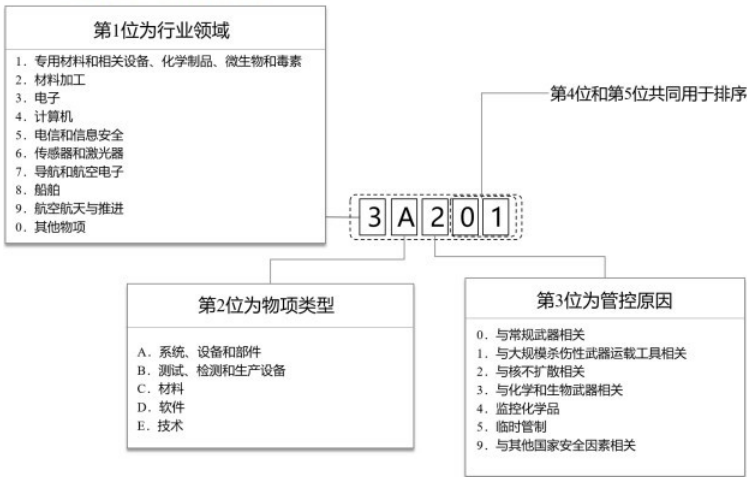 第1位为行业领域
1. 专用材料和相关设备、化学制品、微生物和毒素
2. 材料加工
3. 电子
4. 计算机
5. 电信和信息安全
6. 传感器和激光器
7. 导航和航空电子
8. 船舶
9. 航空航天与推进
0. 其他物项
第4位和第5位共同用于排序
3 A 2 0 1
第2位为物项类型
A. 系统、设备和部件
B. 测试、检测和生产设备
C. 材料
D. 软件
E. 技术
第3位为管控原因
0. 与常规武器相关
1. 与大规模杀伤性武器运载工具相关
2. 与核不扩散相关
3. 与化学和生物武器相关
4. 监控化学品
5. 临时管制
9. 与其他国家安全因素相关